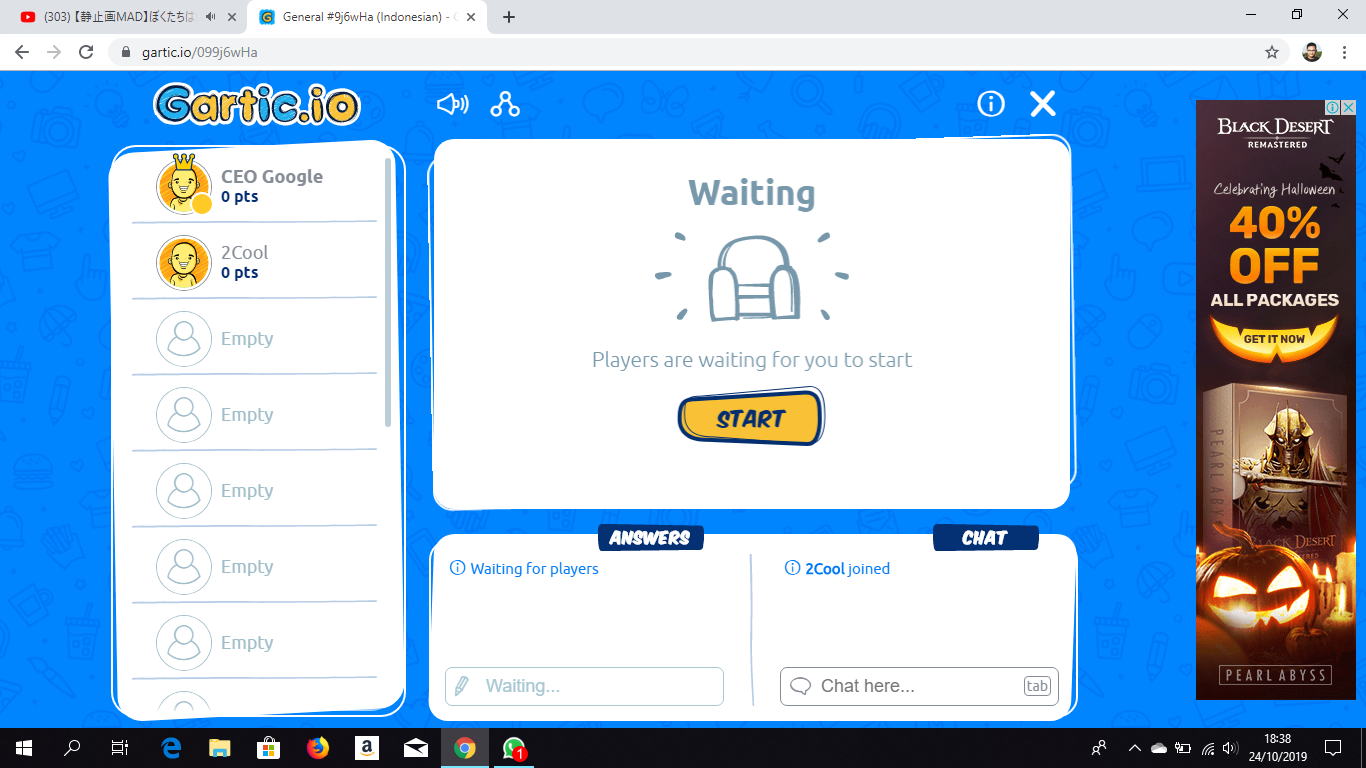 (303) 【静止画MAD】ぼくたちは
General #9j6wHa (Indonesian) - G
gartic.io/099j6wHa
Gartic.io
CEO Google
0 pts
2Cool
0 pts
Empty
Empty
Empty
Empty
Empty
Waiting
Players are waiting for you to start
START
ANSWERS
Waiting for players
Waiting...
CHAT
2Cool joined
Chat here...
tab
BLACK DESERT
REMASTERED
Celebrating Halloween
40%
OFF
ALL PACKAGES
GET IT NOW
PEARL ABY
BLACK DESERT
PEARL ABYSS
1
18:38
24/10/2019